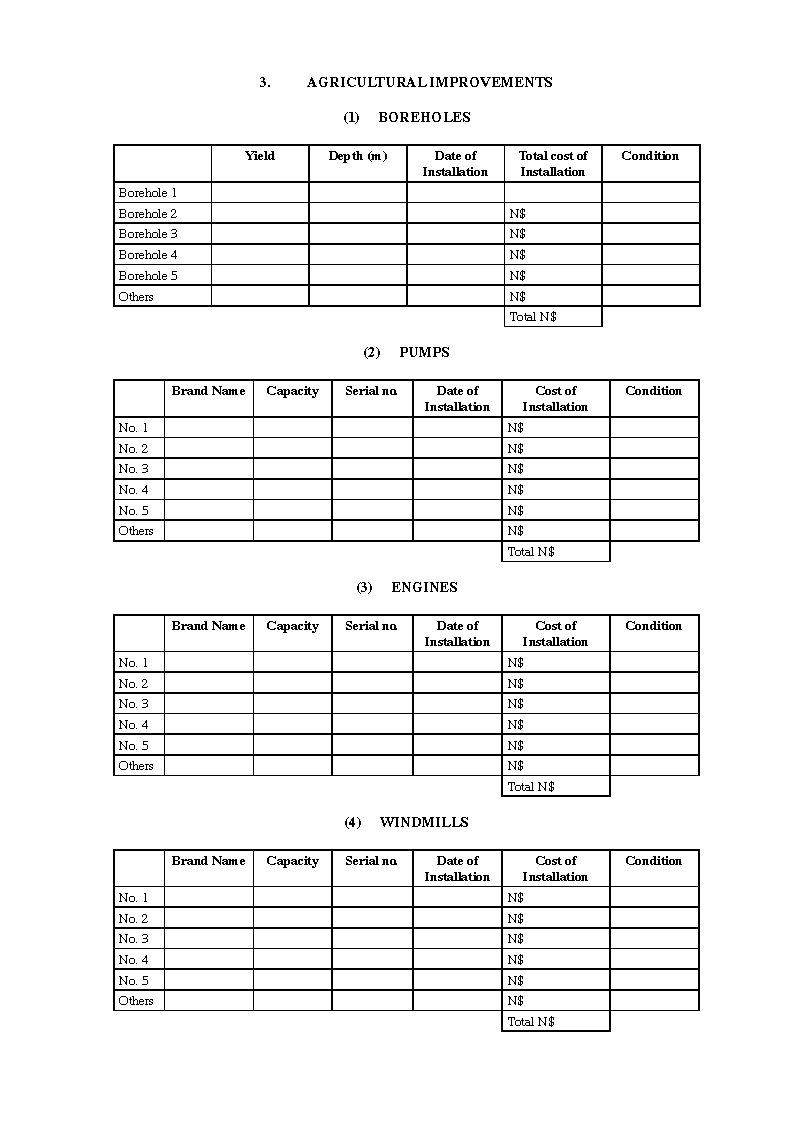 3. AGRICULTURAL IMPROVEMENTS
(1) BOREHOLES
Yield Depth (m) Date of Installation Total cost of Installation Condition
Borehole 1
Borehole 2 N$
Borehole 3 N$
Borehole 4 N$
Borehole 5 N$
Others N$
Total N$
(2) PUMPS
Brand Name Capacity Serial no. Date of Installation Cost of Installation Condition
No. 1 N$
No. 2 N$
No. 3 N$
No. 4 N$
No. 5 N$
Others N$
Total N$
(3) ENGINES
Brand Name Capacity Serial no. Date of Installation Cost of Installation Condition
No. 1 N$
No. 2 N$
No. 3 N$
No. 4 N$
No. 5 N$
Others N$
Total N$
(4) WINDMILLS
Brand Name Capacity Serial no. Date of Installation Cost of Installation Condition
No. 1 N$
No. 2 N$
No. 3 N$
No. 4 N$
No. 5 N$
Others N$
Total N$